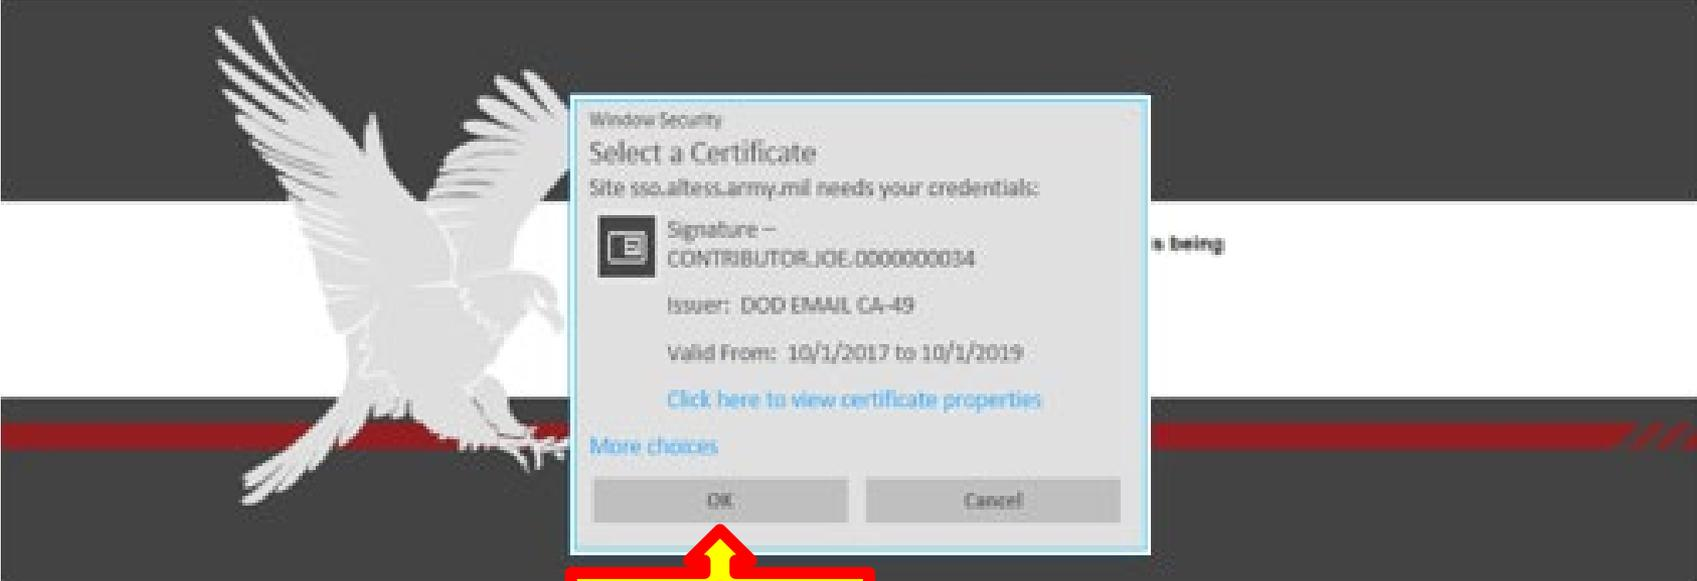 Window Security
Select a Certificate
Site sso.altess.army.mil needs your credentials:
Signature –
CONTRIBUTOR.JOE.0000000034
Issuer: DOD EMAIL CA-49
Valid From: 10/1/2017 to 10/1/2019
Click here to view certificate properties
More choices
OK
Cancel
s being